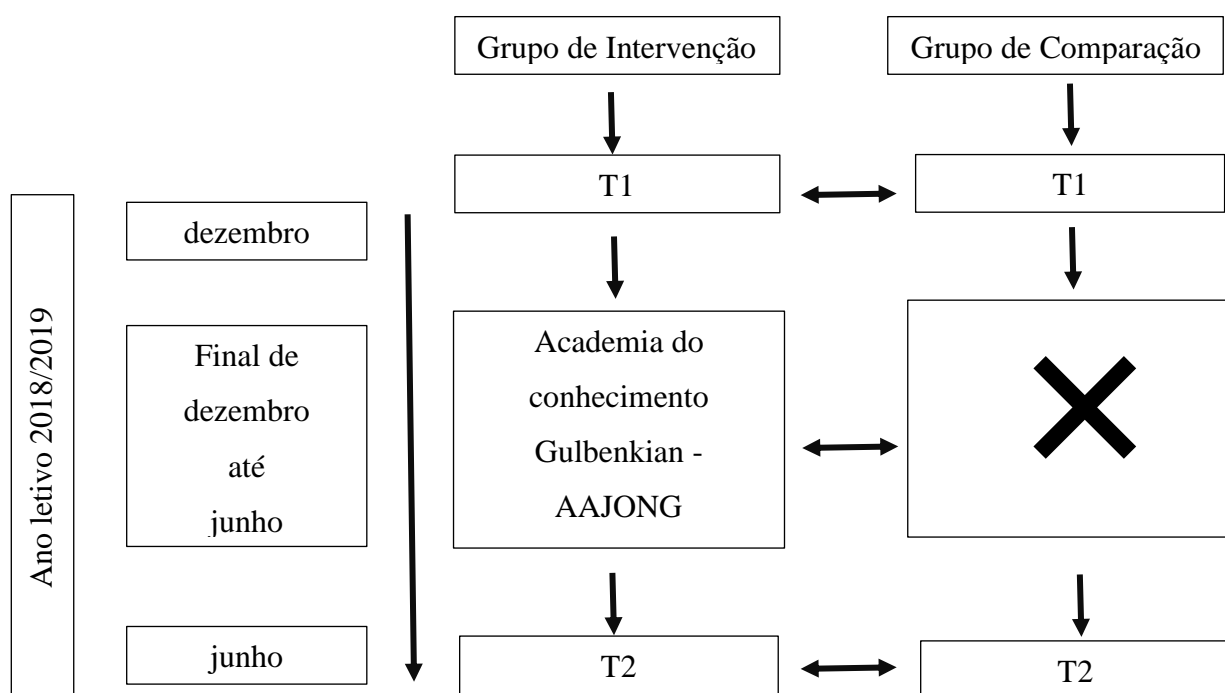 Grupo de Intervenção
Grupo de Comparação
T1
T1
Ano letivo 2018/2019
dezembro
Final de
dezembro
até
junho
Academia do
conhecimento
Gulbenkian -
AAJONG
junho
T2
T2